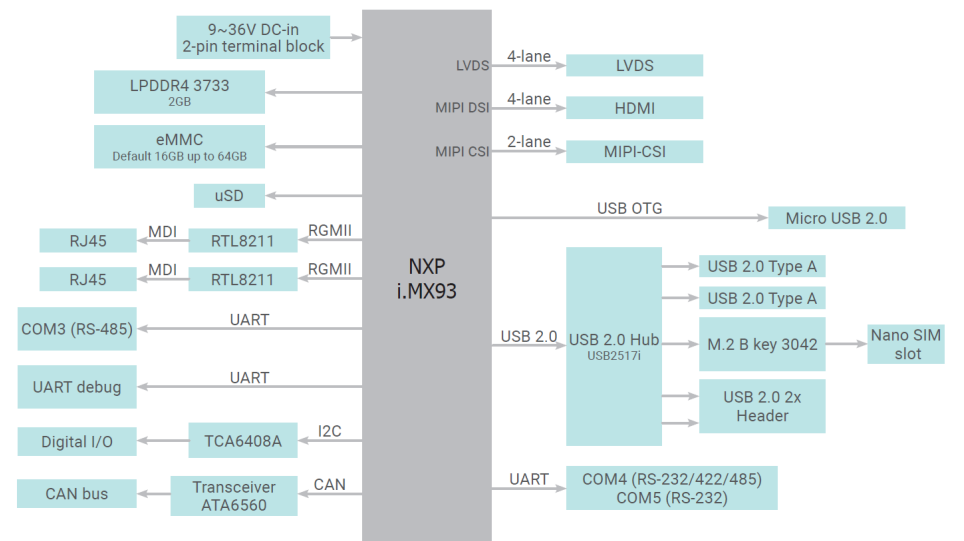 9~36V DC-in
2-pin terminal block
LPDDR4 3733
2GB
eMMC
Default 16GB up to 64GB
uSD
RJ45
MDI
RTL8211
RGMII
RJ45
MDI
RTL8211
RGMII
COM3 (RS-485)
UART
UART debug
UART
Digital I/O
TCA6408A
I2C
CAN bus
Transceiver
ATA6560
CAN
NXP
i.MX93
LVDS
4-lane
LVDS
MIPI DSI
4-lane
HDMI
MIPI CSI
2-lane
MIPI-CSI
USB OTG
Micro USB 2.0
USB 2.0
USB 2.0 Hub
USB2517i
USB 2.0 Type A
USB 2.0 Type A
M.2 B key 3042
Nano SIM
slot
USB 2.0 2x
Header
UART
COM4 (RS-232/422/485)
COM5 (RS-232)